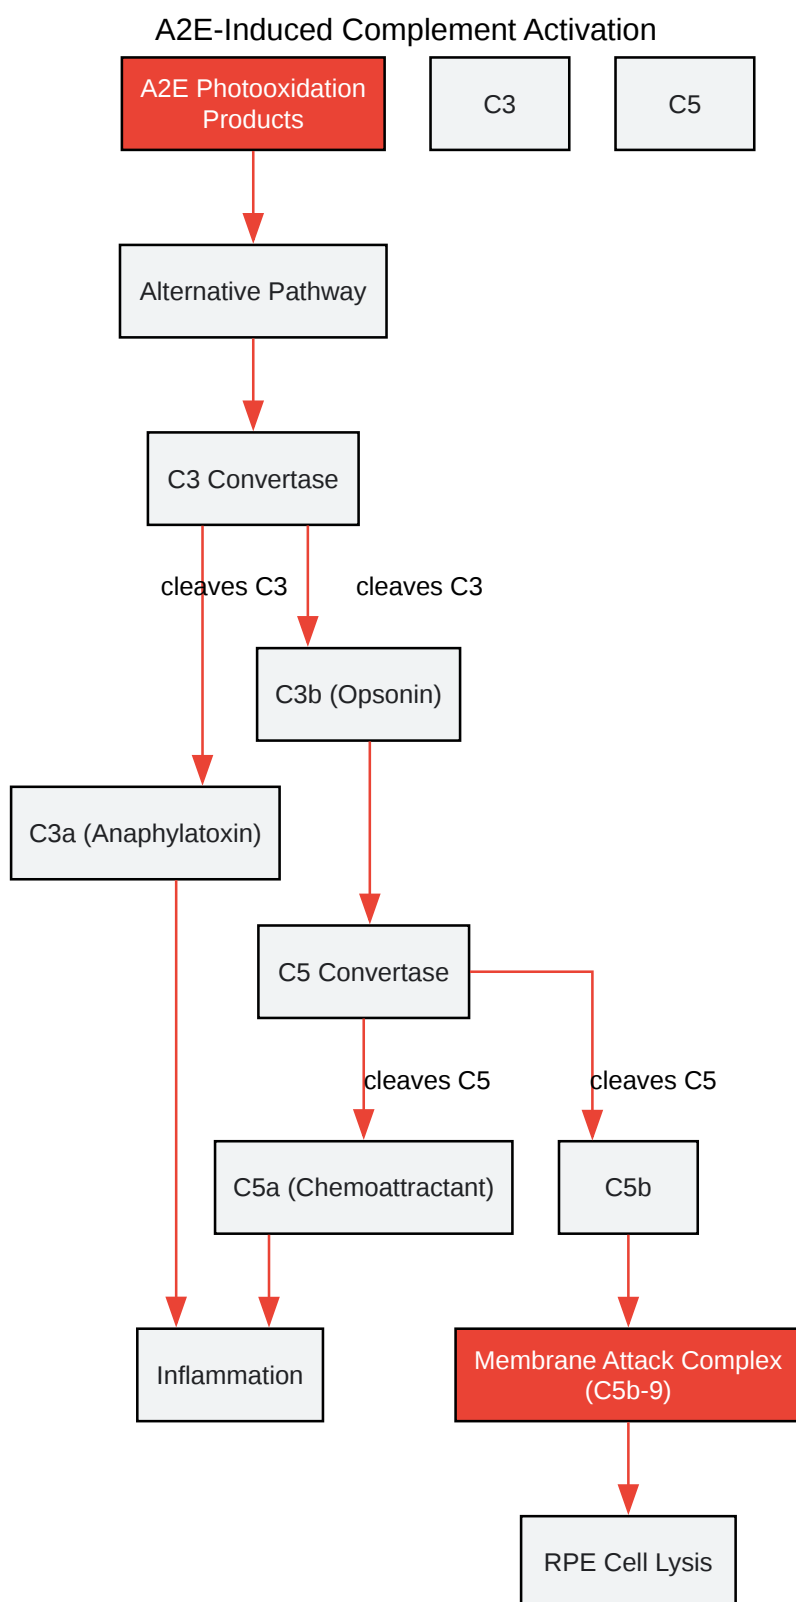 A2E-Induced Complement Activation
A2E Photooxidation
Products
C3
C5
Alternative Pathway
C3 Convertase
cleaves C3
cleaves C3
C3b (Opsonin)
C3a (Anaphylatoxin)
C5 Convertase
cleaves C5
cleaves C5
C5a (Chemoattractant)
C5b
Inflammation
Membrane Attack Complex
(C5b-9)
RPE Cell Lysis